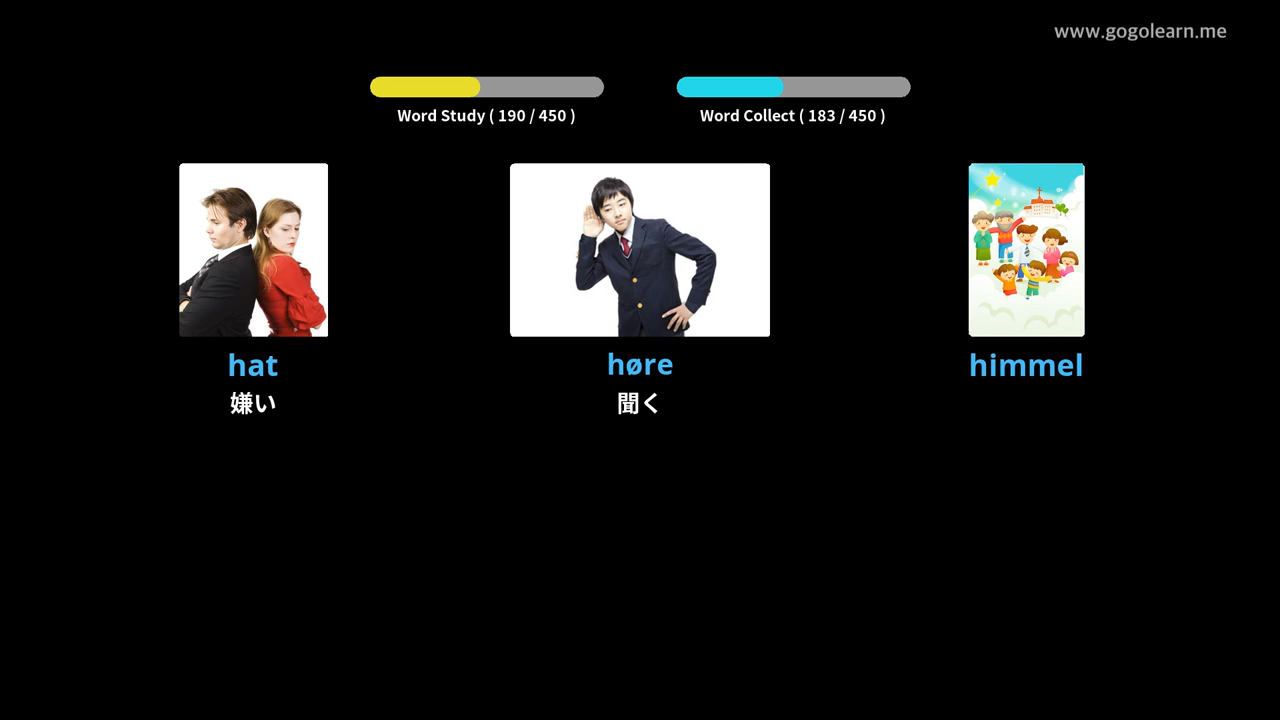 www.gogolearn.me
Word Study ( 190 / 450 )
Word Collect ( 183 / 450 )
hat
嫌い
høre
聞く
himmel